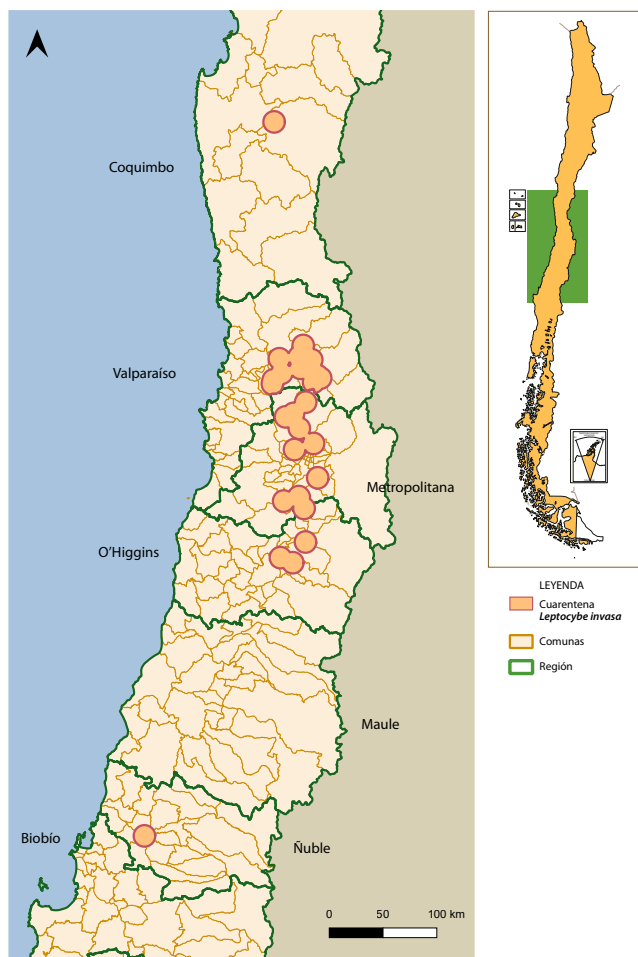 Coquimbo
Valparaíso
Metropolitana
O'Higgins
Maule
Biobío
Ñuble
0 50 100 km
LEYENDA
Cuarentena
Leptocybe invasa
Comunas
Región